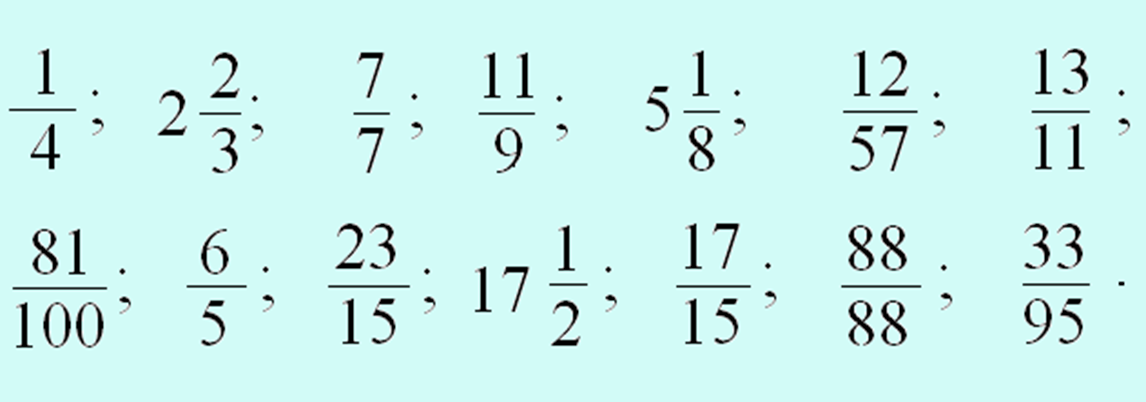 1/4; 2 2/3; 7/7; 11/9; 5 1/8; 12/57; 13/11;
81/100; 6/5; 23/15; 17 1/2; 17/15; 88/88; 33/95.